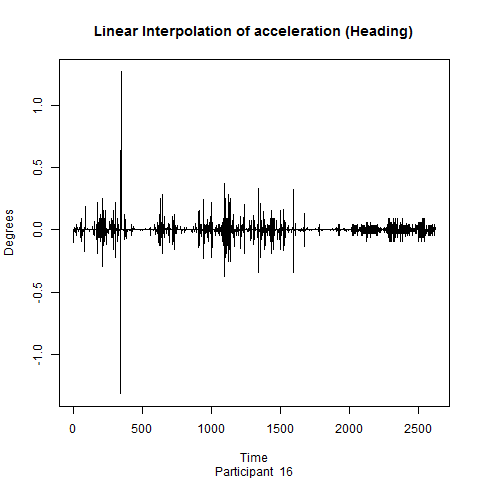 Linear Interpolation of acceleration (Heading)
Degrees
1.0
0.5
0.0
-0.5
-1.0
0 500 1000 1500 2000 2500
Time
Participant 16